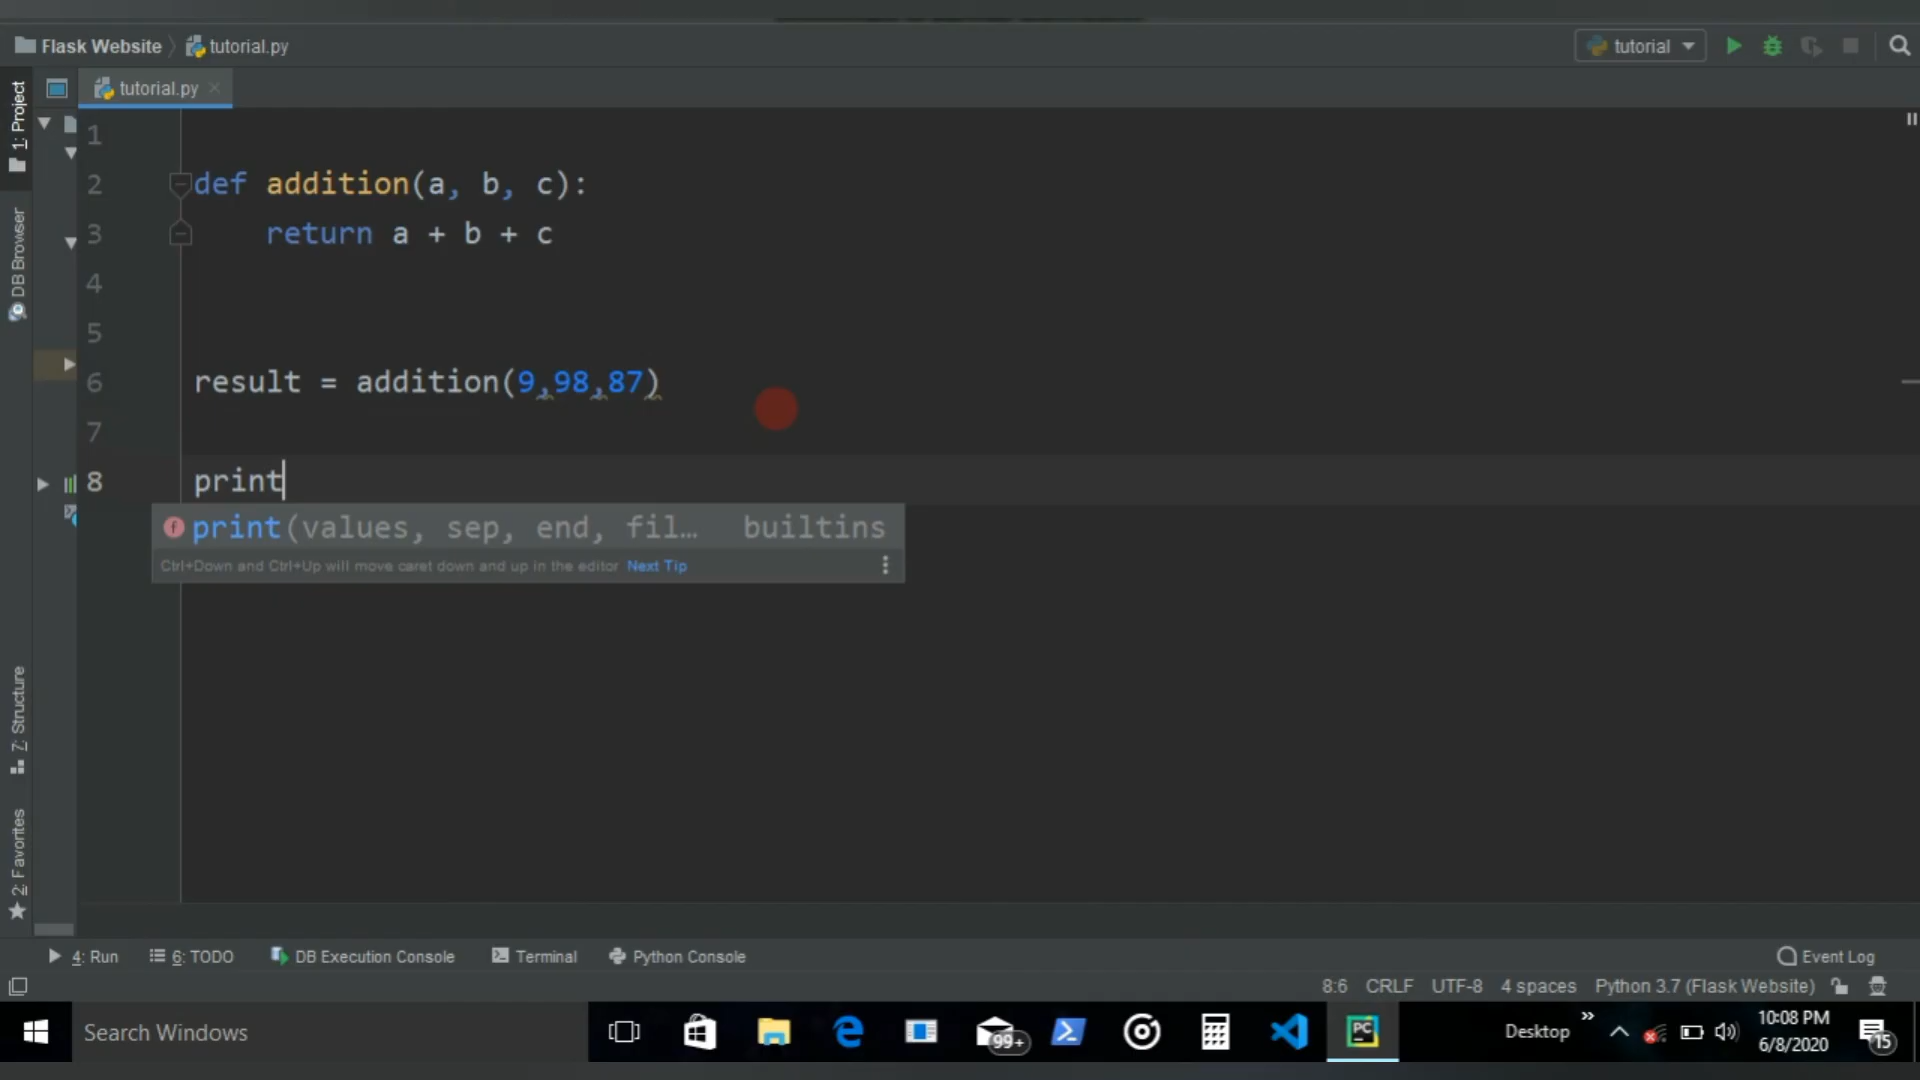 Flask Website tutorial.py tutorial
tutorial.py
1: Project
DB Browser
7: Structure
2: Favorites
1
2 def addition(a, b, c):
3 return a + b + c
4
5
6 result = addition(9,98,87)
7
8 print
f print(values, sep, end, fil… builtins
Ctrl+Down and Ctrl+Up will move caret down and up in the editor Next Tip
4: Run 6: TODO DB Execution Console Terminal Python Console Event Log
8:6 CRLF UTF-8 4 spaces Python 3.7 (Flask Website)
Search Windows 99+ PC Desktop 10:08 PM
6/8/2020 15